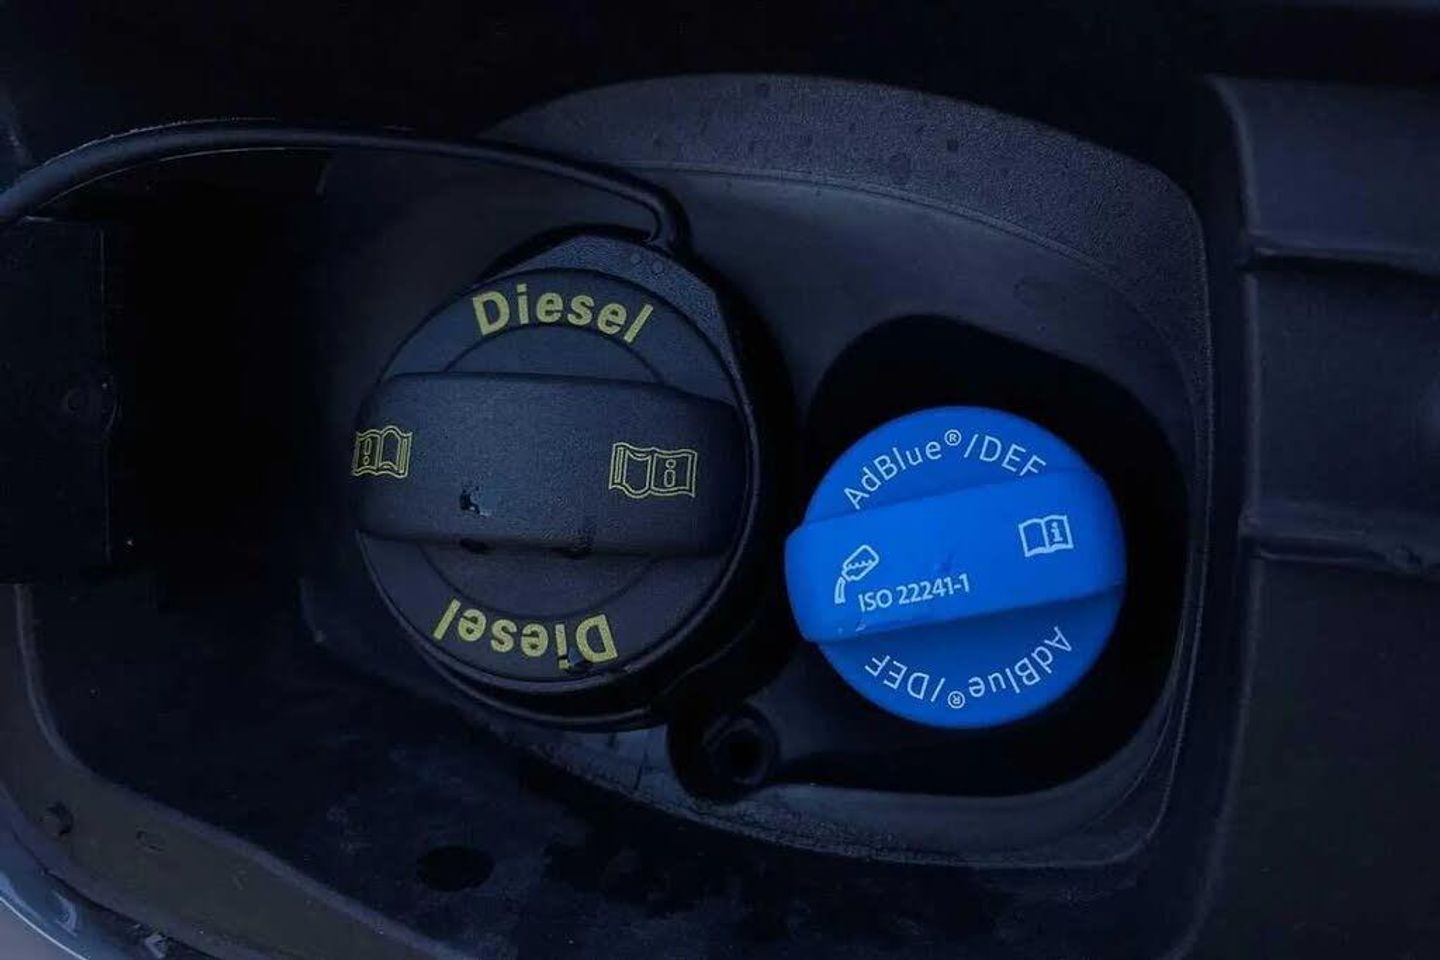 Diesel
Diesel
AdBlue®/DEF
ISO 22241-1
AdBlue®/DEF